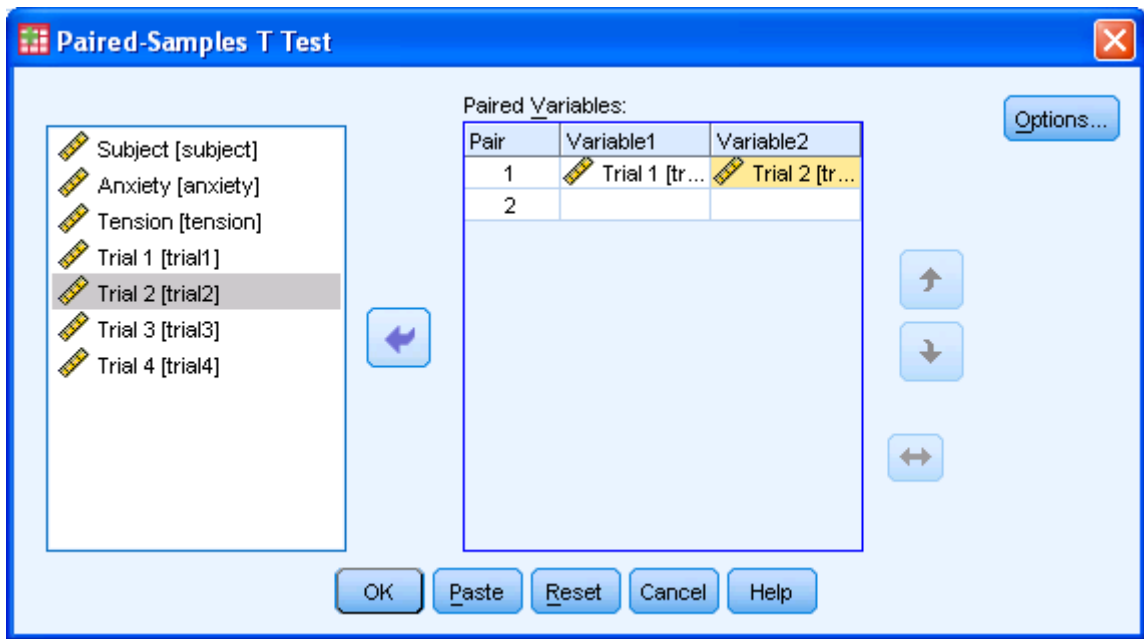 Paired-Samples T Test
Subject [subject]
Anxiety [anxiety]
Tension [tension]
Trial 1 [trial1]
Trial 2 [trial2]
Trial 3 [trial3]
Trial 4 [trial4]
Paired Variables:
Pair Variable1 Variable2
1 Trial 1 [tr... Trial 2 [tr...
2
Options...
OK Paste Reset Cancel Help